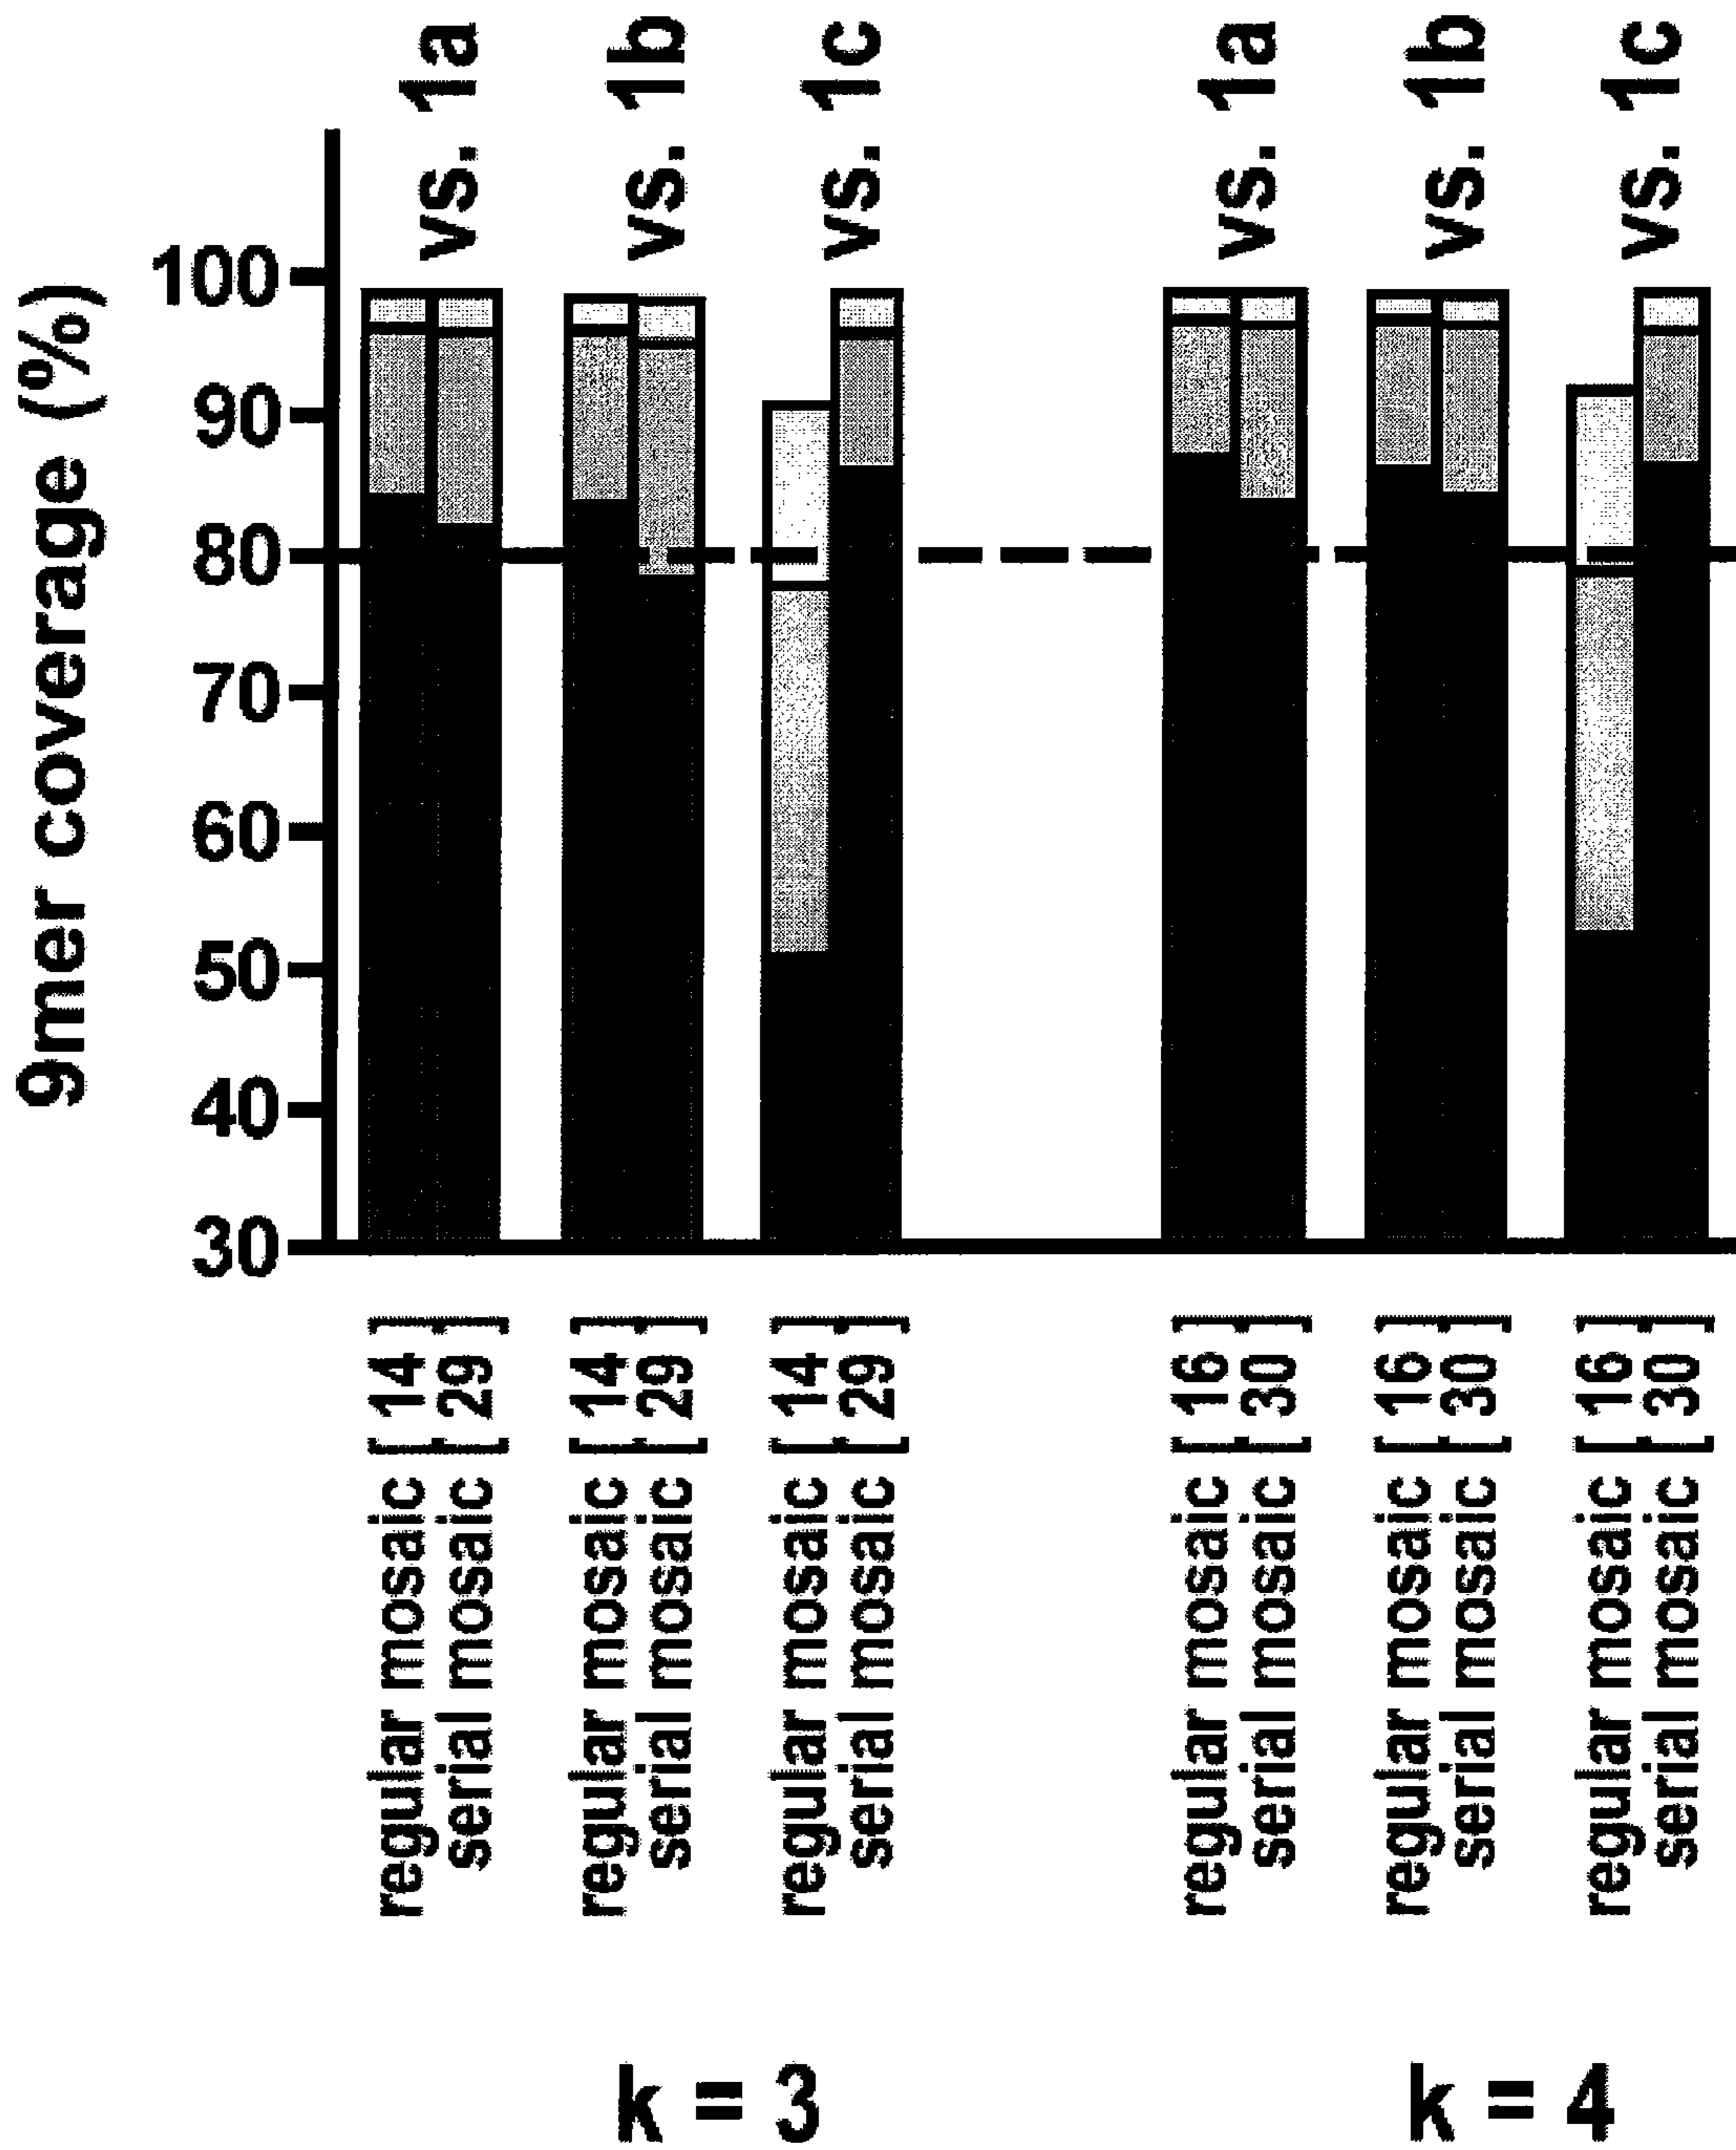 9mer coverage (%)
100
90
80
70
60
50
40
30
vs. 1a
vs. 1b
vs. 1c
vs. 1a
vs. 1b
vs. 1c
regular mosaic [ 14 ]
serial mosaic [ 29 ]
regular mosaic [ 14 ]
serial mosaic [ 29 ]
regular mosaic [ 14 ]
serial mosaic [ 29 ]
regular mosaic [ 16 ]
serial mosaic [ 30 ]
regular mosaic [ 16 ]
serial mosaic [ 30 ]
regular mosaic [ 16 ]
serial mosaic [ 30 ]
k = 3
k = 4